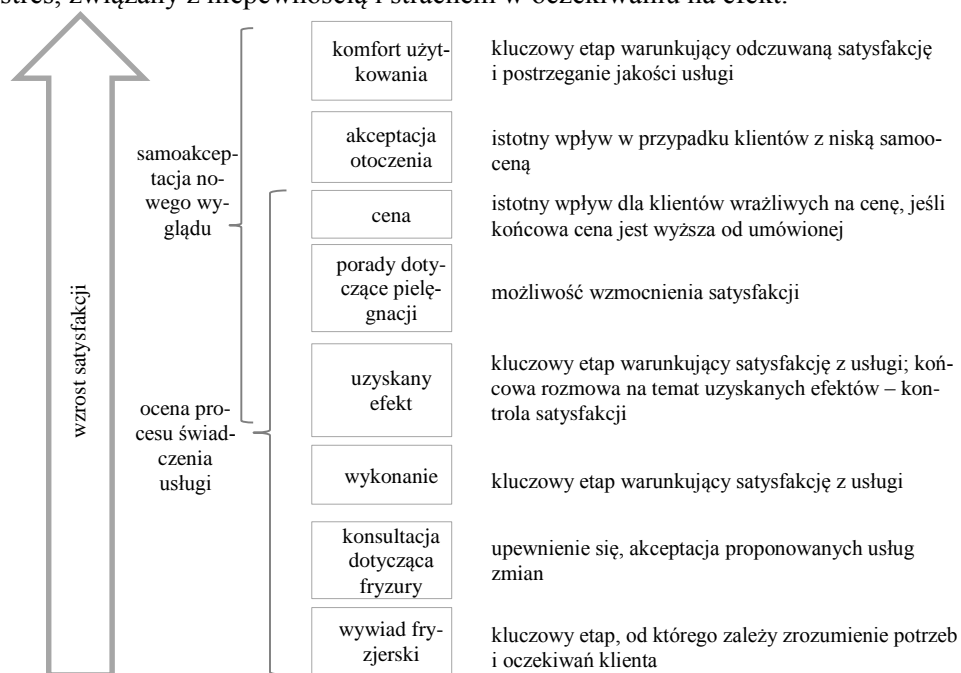 stres, związany z niepewnością i strachem w oczekiwaniu na efekt.
komfort użyt-
kowania
kluczowy etap warunkujący odczuwaną satysfakcję
i postrzeganie jakości usługi
akceptacja
otoczenia
istotny wpływ w przypadku klientów z niską samoo-
ceną
samoakcep-
tacja no-
wego wy-
glądu
cena
istotny wpływ dla klientów wrażliwych na cenę, jeśli
końcowa cena jest wyższa od umówionej
porady doty-
czące pielę-
gnacji
możliwość wzmocnienia satysfakcji
wzrost satysfakcji
uzyskany
efekt
kluczowy etap warunkujący satysfakcję z usługi; koń-
cowa rozmowa na temat uzyskanych efektów – kon-
trola satysfakcji
ocena pro-
cesu świad-
czenia
usługi
wykonanie
kluczowy etap warunkujący satysfakcję z usługi
konsultacja
dotycząca
fryzury
upewnienie się, akceptacja proponowanych usług
zmian
wywiad fry-
zjerski
kluczowy etap, od którego zależy zrozumienie potrzeb
i oczekiwań klienta